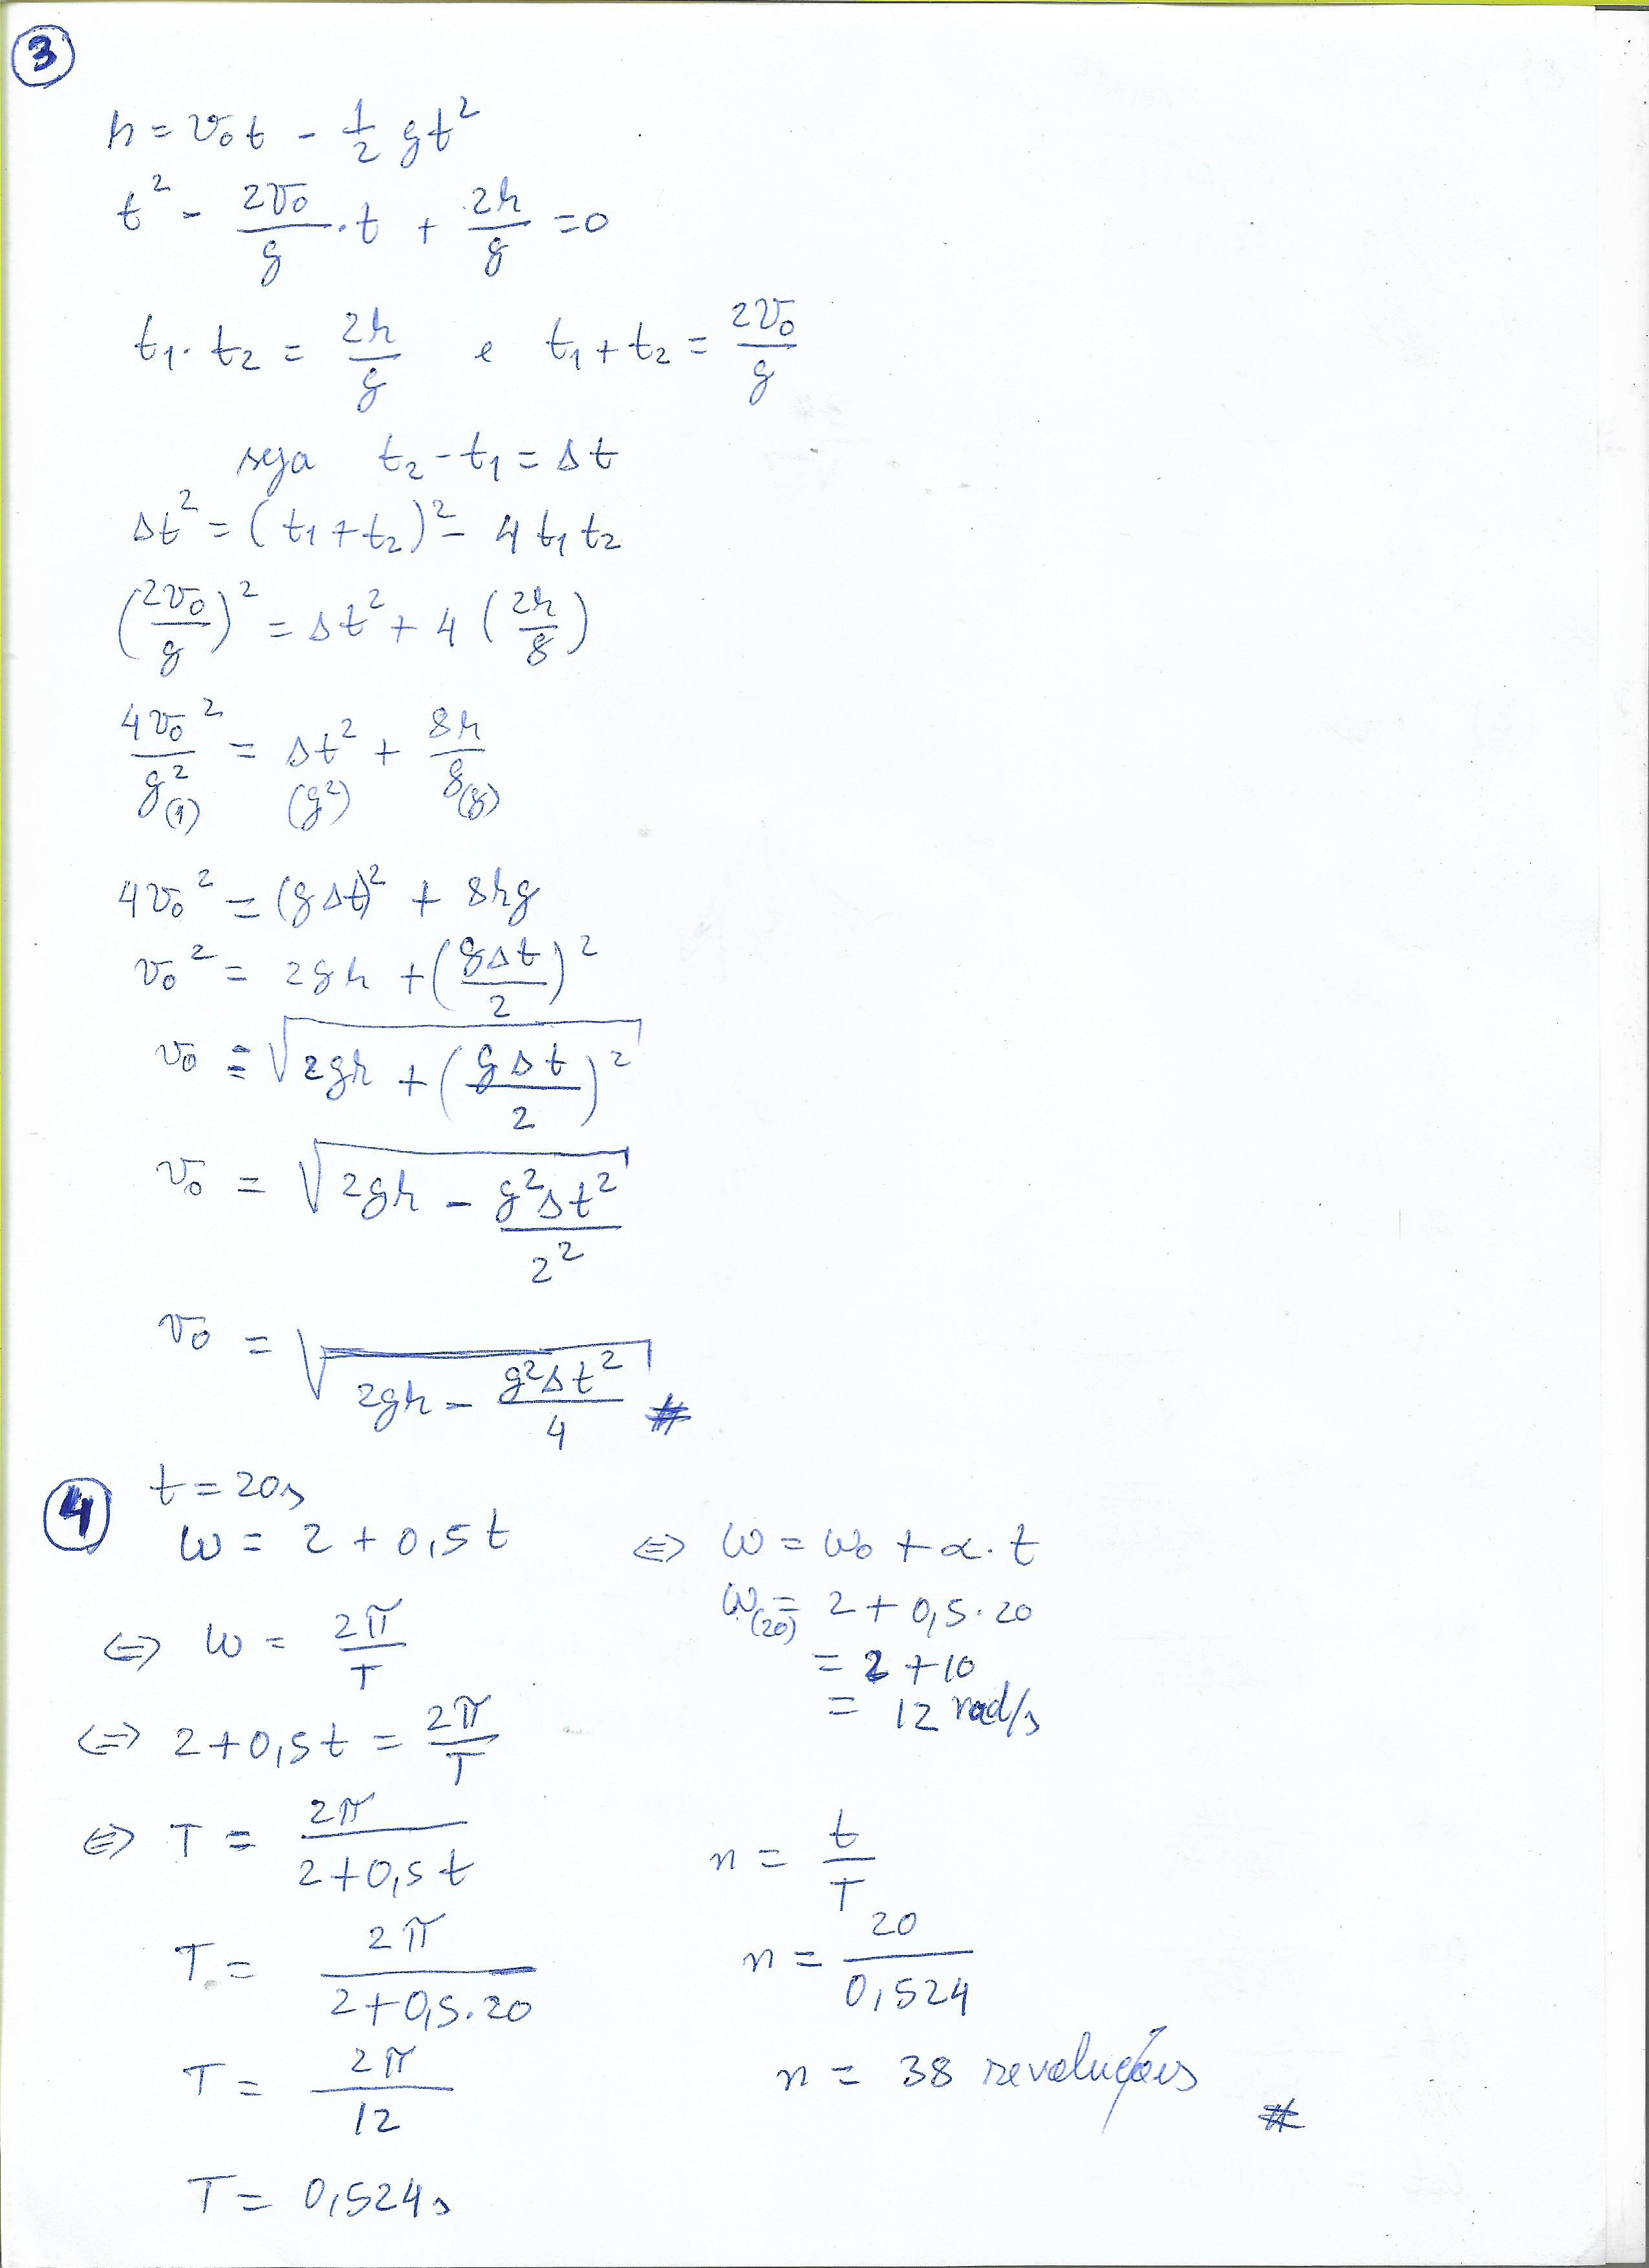 3
h = v₀t - 1/2 gt²
t² - 2v₀/g · t + 2h/g = 0
t₁ · t₂ = 2h/g e t₁ + t₂ = 2v₀/g
seja t₂ - t₁ = Δt
Δt² = (t₁ + t₂)² - 4 t₁ t₂
(2v₀/g)² = Δt² + 4 (2h/g)
4v₀²/g² = Δt² + 8h/g
(1) (g²) (g)
4v₀² = (gΔt)² + 8hg
v₀² = 2gh + (gΔt/2)²
v₀ = √(2gh + (gΔt/2)²)
v₀ = √(2gh - g²Δt²/2²)
v₀ = √(2gh - g²Δt²/4) #
4 t = 20s
ω = 2 + 0,5t ⇔ ω = ω₀ + α · t
ω(20) = 2 + 0,5 · 20
⇔ ω = 2π/T
= 2 + 10
= 12 rad/s
⇔ 2 + 0,5t = 2π/T
⇔ T = 2π/(2 + 0,5t) n = t/T
T = 2π/(2 + 0,5 · 20) n = 20/0,524
T = 2π/12 n = 38 revoluções #
T = 0,524s